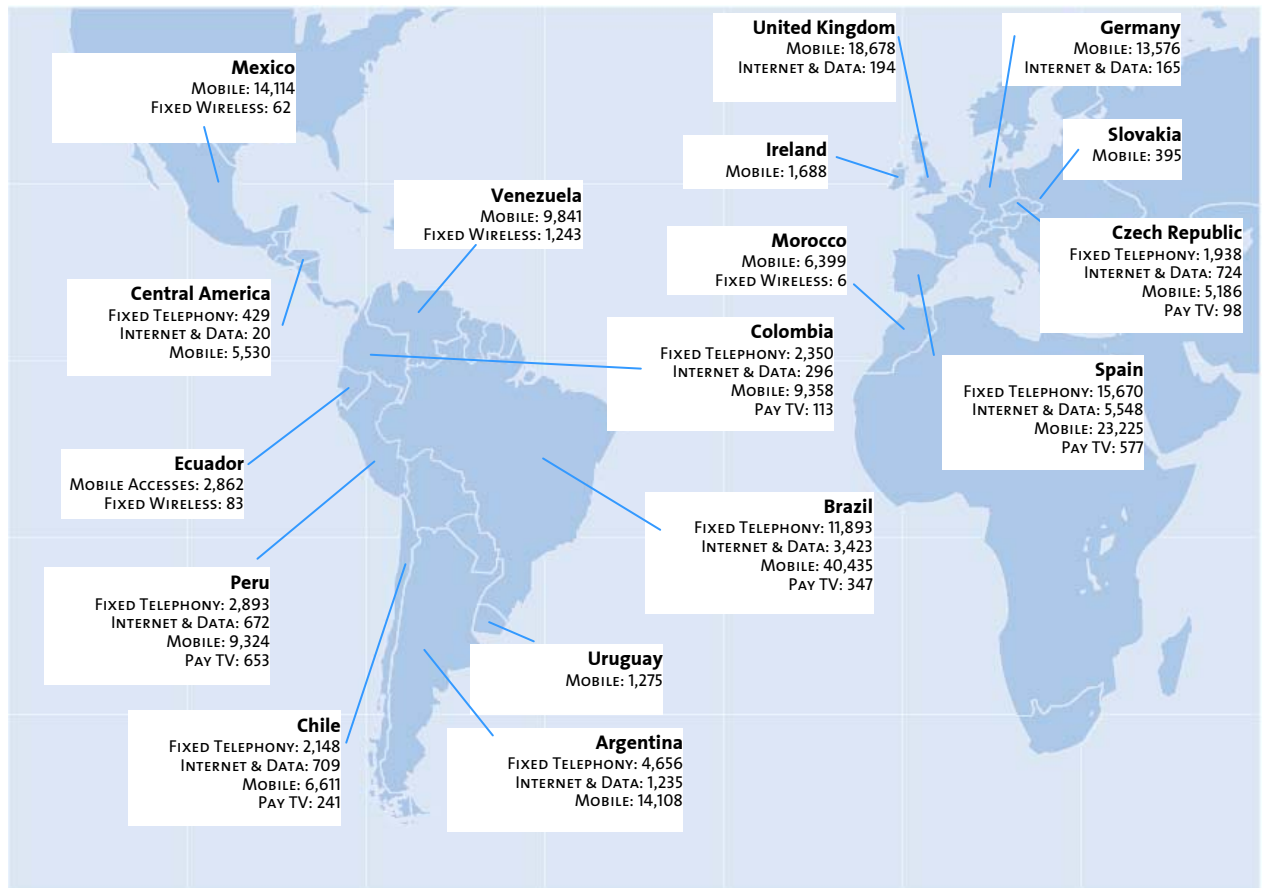 Mexico
Mobile: 14,114
Fixed Wireless: 62
United Kingdom
Mobile: 18,678
Internet & Data: 194
Germany
Mobile: 13,576
Internet & Data: 165
Slovakia
Mobile: 395
Ireland
Mobile: 1,688
Venezuela
Mobile: 9,841
Fixed Wireless: 1,243
Morocco
Mobile: 6,399
Fixed Wireless: 6
Czech Republic
Fixed Telephony: 1,938
Internet & Data: 724
Mobile: 5,186
Pay TV: 98
Central America
Fixed Telephony: 429
Internet & Data: 20
Mobile: 5,530
Colombia
Fixed Telephony: 2,350
Internet & Data: 296
Mobile: 9,358
Pay TV: 113
Spain
Fixed Telephony: 15,670
Internet & Data: 5,548
Mobile: 23,225
Pay TV: 577
Ecuador
Mobile Accesses: 2,862
Fixed Wireless: 83
Brazil
Fixed Telephony: 11,893
Internet & Data: 3,423
Mobile: 40,435
Pay TV: 347
Peru
Fixed Telephony: 2,893
Internet & Data: 672
Mobile: 9,324
Pay TV: 653
Uruguay
Mobile: 1,275
Chile
Fixed Telephony: 2,148
Internet & Data: 709
Mobile: 6,611
Pay TV: 241
Argentina
Fixed Telephony: 4,656
Internet & Data: 1,235
Mobile: 14,108